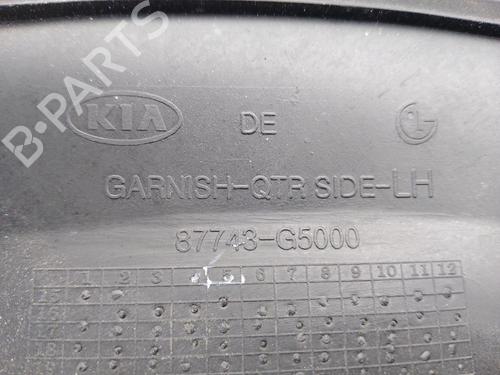 B-PARTS
KIA DE LG
GARNISH-QTR SIDE-LH
87743-G5000
1 2 3 4 5 6 7 8 9 10 11 12
15
16
17
18